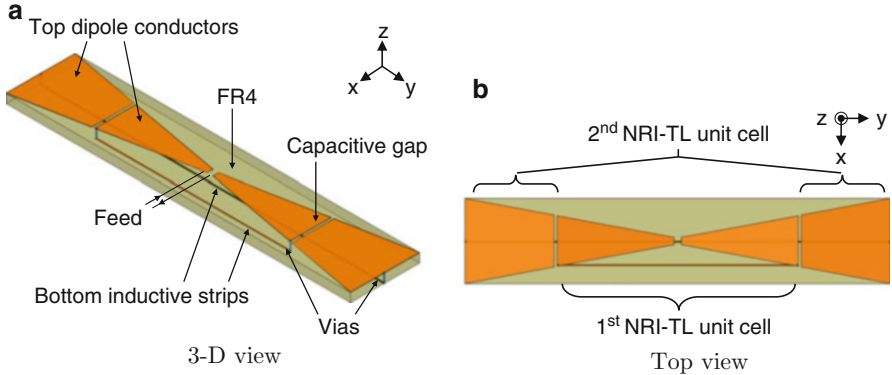 a
Top dipole conductors
z
x
y
FR4
Capacitive gap
Feed
Bottom inductive strips
Vias
3-D view
b
z
y
x
2nd NRI-TL unit cell
1st NRI-TL unit cell
Top view